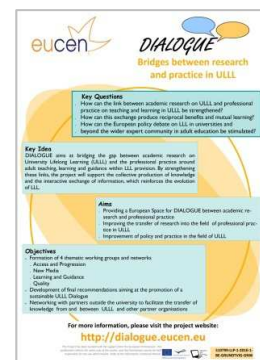 eucen
DIALOGUE
Bridges between research
and practice in ULLL
Key Questions
How can the link between academic research on ULLL and professional
practice on teaching and learning in ULLL be strengthened?
How can this exchange produce reciprocal benefits and mutual learning?
How can the European policy debate on LLL in universities and
beyond the wider expert community in adult education be stimulated?
Key Idea
DIALOGUE aims at bridging the gap between academic research on
University Lifelong Learning (ULLL) and the professional practice around
adult teaching, learning and guidance within LLL provision. By strengthening
these links, the project will support the collective production of knowledge
and the interactive exchange of information, which reinforces the evolution
of LLL.
Aims
Providing a European Space for DIALOGUE between academic re-
search and professional practice
Improving the transfer of research into the field of professional prac-
tice in ULLL
Improvement of policy and practice in the field of ULLL
Objectives
Formation of 4 thematic working groups and networks
Access and Progression
New Media
Learning and Guidance
Quality
Development of final recommendations aiming at the promotion of a
sustainable ULLL Dialogue
Networking with partners outside the university to facilitate the transfer of
knowledge from and between ULLL and other partner organisations
For more information, please visit the project website:
http://dialogue.eucen.eu